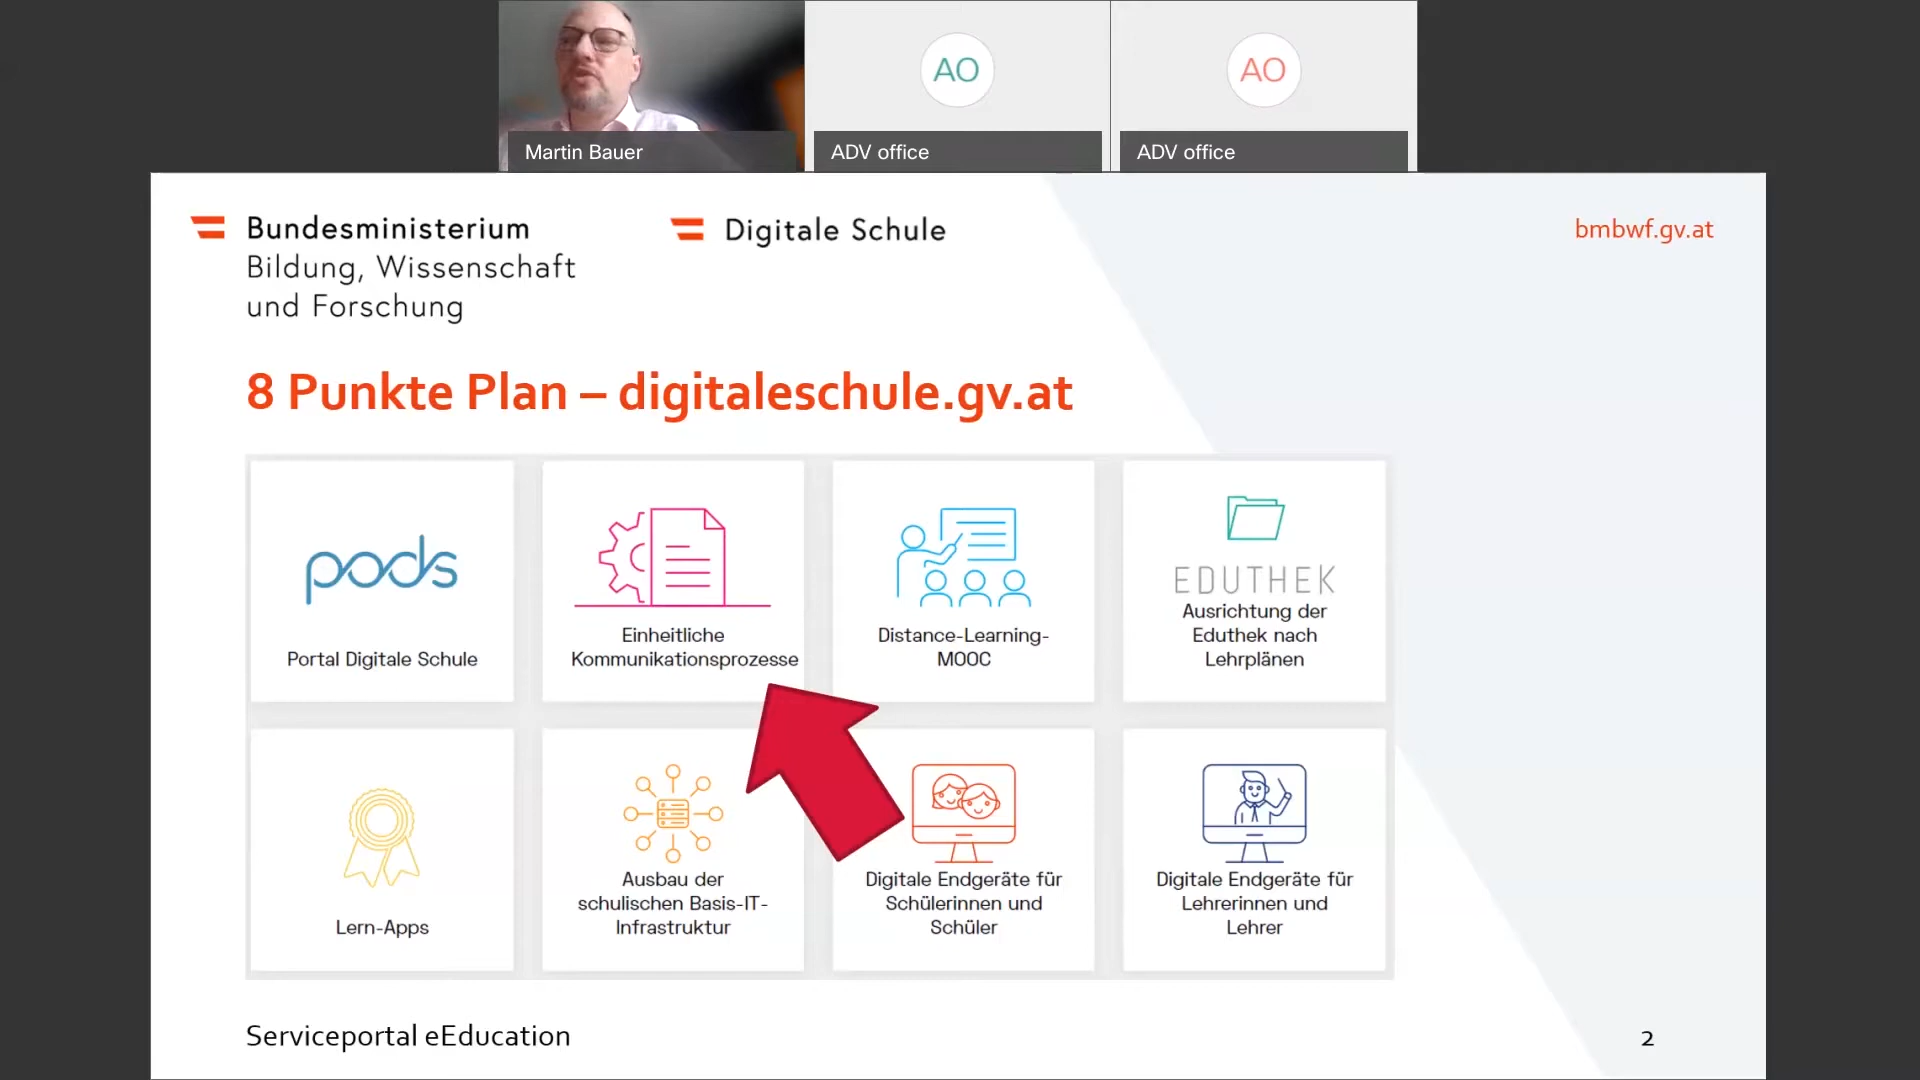 AO
AO
Martin Bauer
ADV office
ADV office
Bundesministerium
Bildung, Wissenschaft
und Forschung
Digitale Schule
bmbwf.gv.at
8 Punkte Plan – digitaleschule.gv.at
pods
Portal Digitale Schule
Einheitliche
Kommunikationsprozesse
Distance-Learning-
MOOC
EDUTHEK
Ausrichtung der
Eduthek nach
Lehrplänen
Lern-Apps
Ausbau der
schulischen Basis-IT-
Infrastruktur
Digitale Endgeräte für
Schülerinnen und
Schüler
Digitale Endgeräte für
Lehrerinnen und
Lehrer
Serviceportal eEducation
2